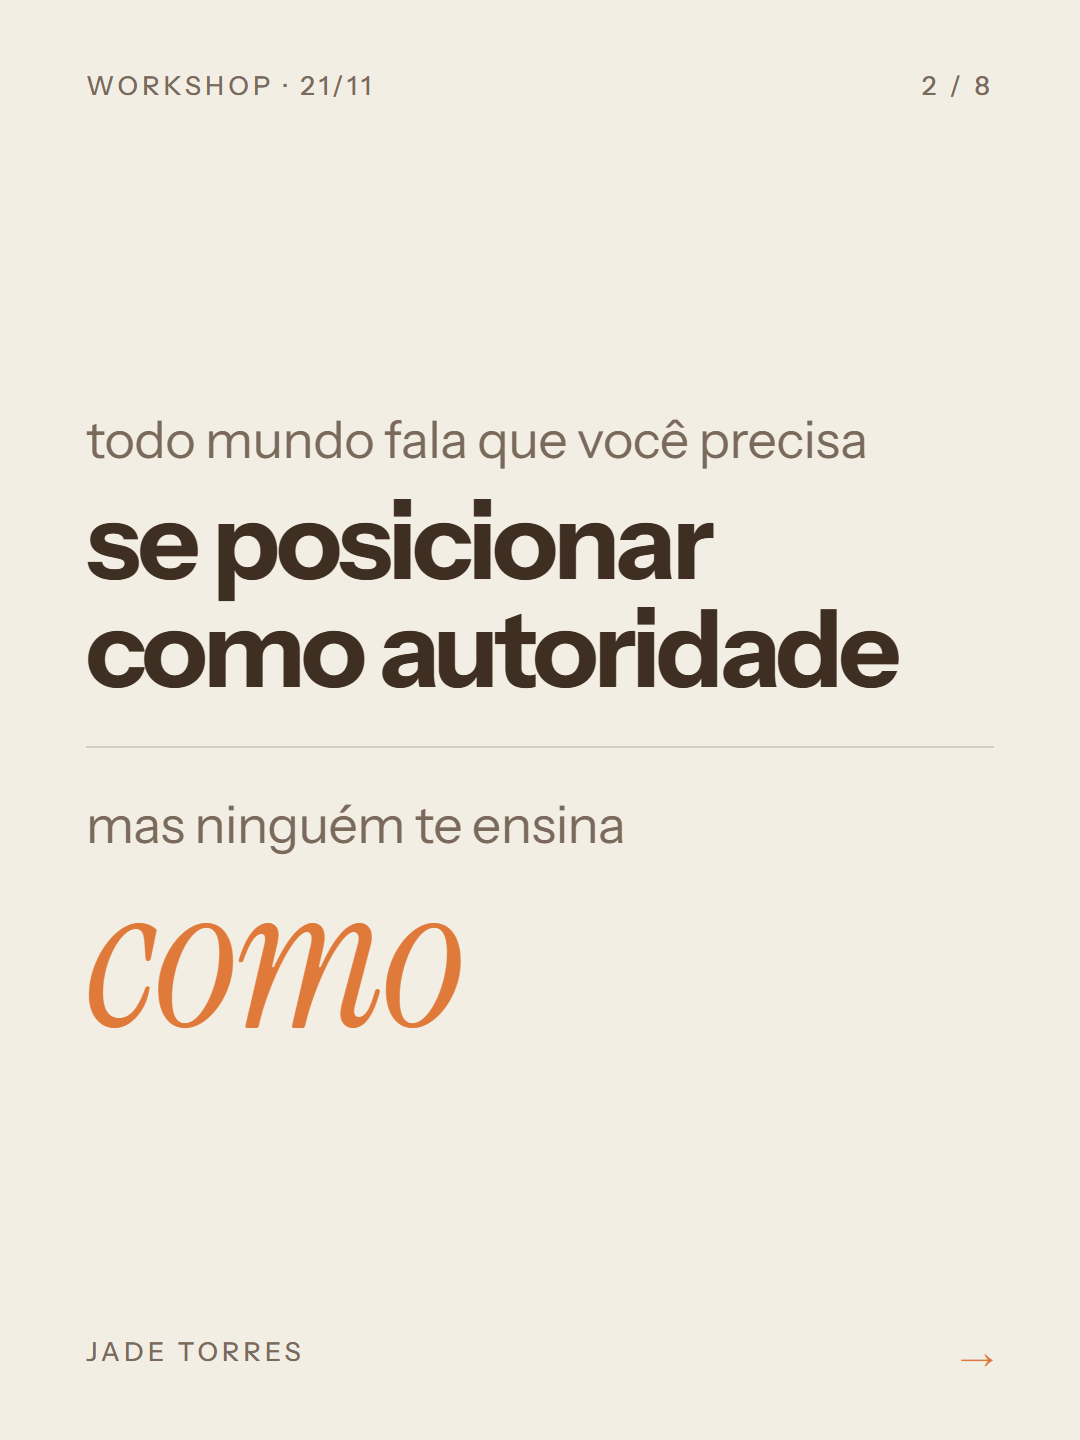 WORKSHOP · 21/11
2 / 8
todo mundo fala que você precisa
se posicionar
como autoridade
mas ninguém te ensina
como
JADE TORRES
→